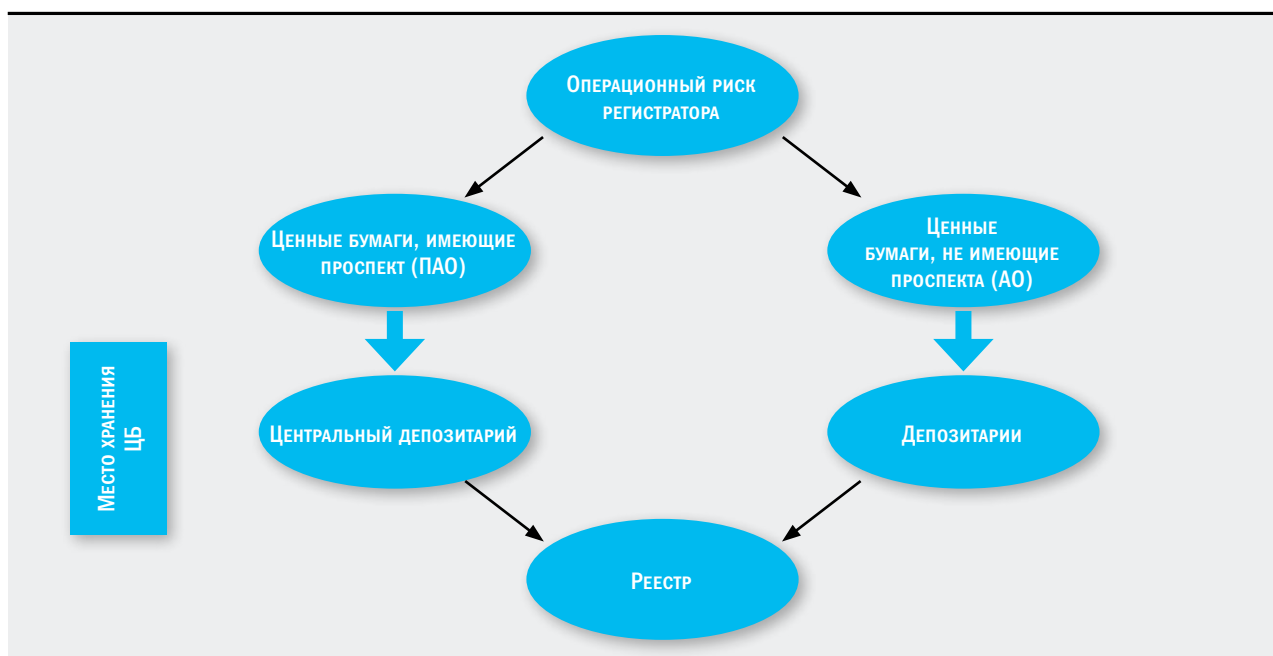 Операционный риск
регистратора
Ценные бумаги, имеющие
проспект (ПАО)
Ценные
бумаги, не имеющие
проспекта (АО)
Место хранения
ЦБ
Центральный депозитарий
Депозитарии
Реестр